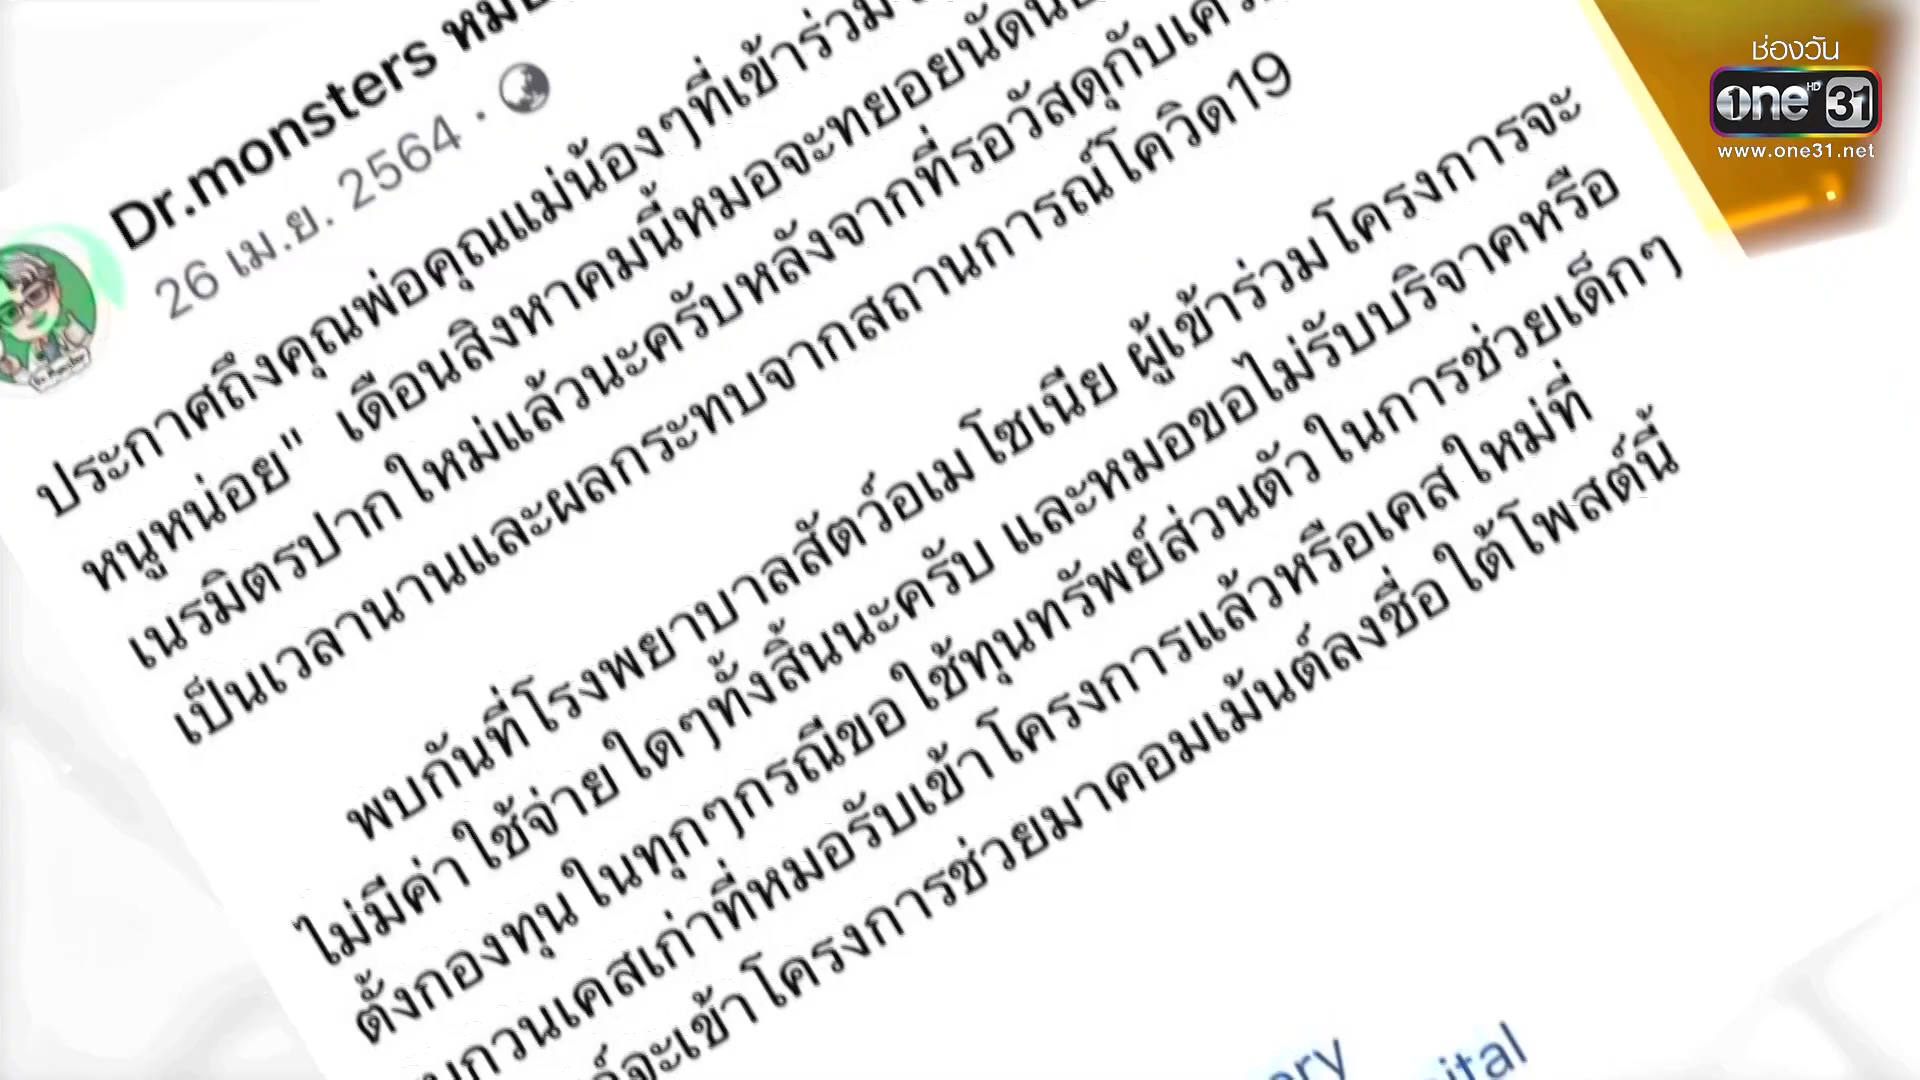 Dr.monsters
26 เม.ย. 2564 ·
ประกาศถึงคุณพ่อคุณแม่น้องๆที่เข้าร่วม
หนูหน่อย" เดือนสิงหาคมนี้หมอจะทยอยนัดน้อ
เนรมิตรปากใหม่แล้วนะครับหลังจากที่รอวัสดุกับ
เป็นเวลานานและผลกระทบจากสถานการณ์โควิด19
พบกันที่โรงพยาบาลสัตว์อเมโซเนีย ผู้เข้าร่วมโครงการจะ
ไม่มีค่าใช้จ่ายใดๆทั้งสิ้นนะครับ และหมอขอไม่รับบริจาคหรือ
ตั้งกองทุนในทุกๆกรณีขอใช้ทุนทรัพย์ส่วนตัวในการช่วยเด็กๆ
บกวนเคสเก่าที่หมอรับเข้าโครงการแล้วหรือเคสใหม่ที่
จะเข้าโครงการช่วยมาคอมเม้นต์ลงชื่อใต้โพสต์นี้
ช่องวัน
one HD 31
www.one31.net